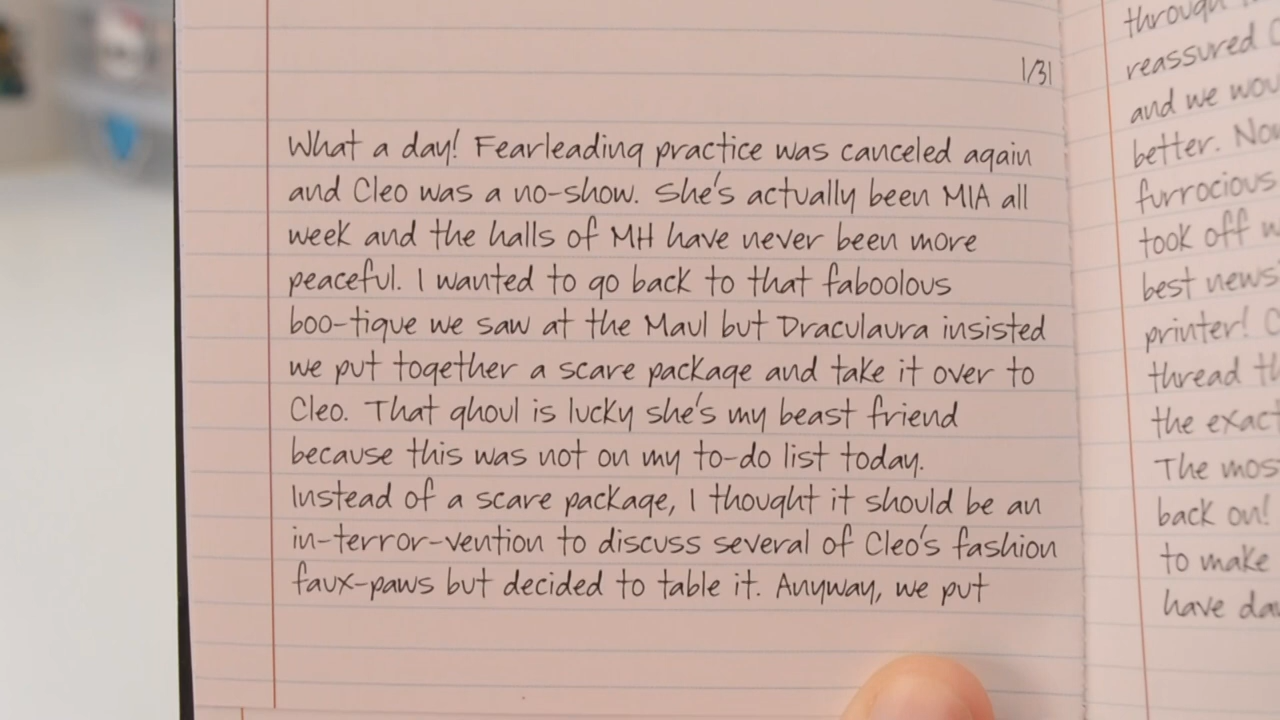 1/31
What a day! Fearleading practice was canceled again
and Cleo was a no-show. She's actually been MIA all
week and the halls of MH have never been more
peaceful. I wanted to go back to that faboolous
boo-tique we saw at the Maul but Draculaura insisted
we put together a scare package and take it over to
Cleo. That ghoul is lucky she's my beast friend
because this was not on my to-do list today.
Instead of a scare package, I thought it should be an
in-terror-vention to discuss several of Cleo's fashion
faux-paws but decided to table it. Anyway, we put
through
reassured
and we
better.
furrocious
took off
best news
printer!
thread
the
The
back on!
to make
have